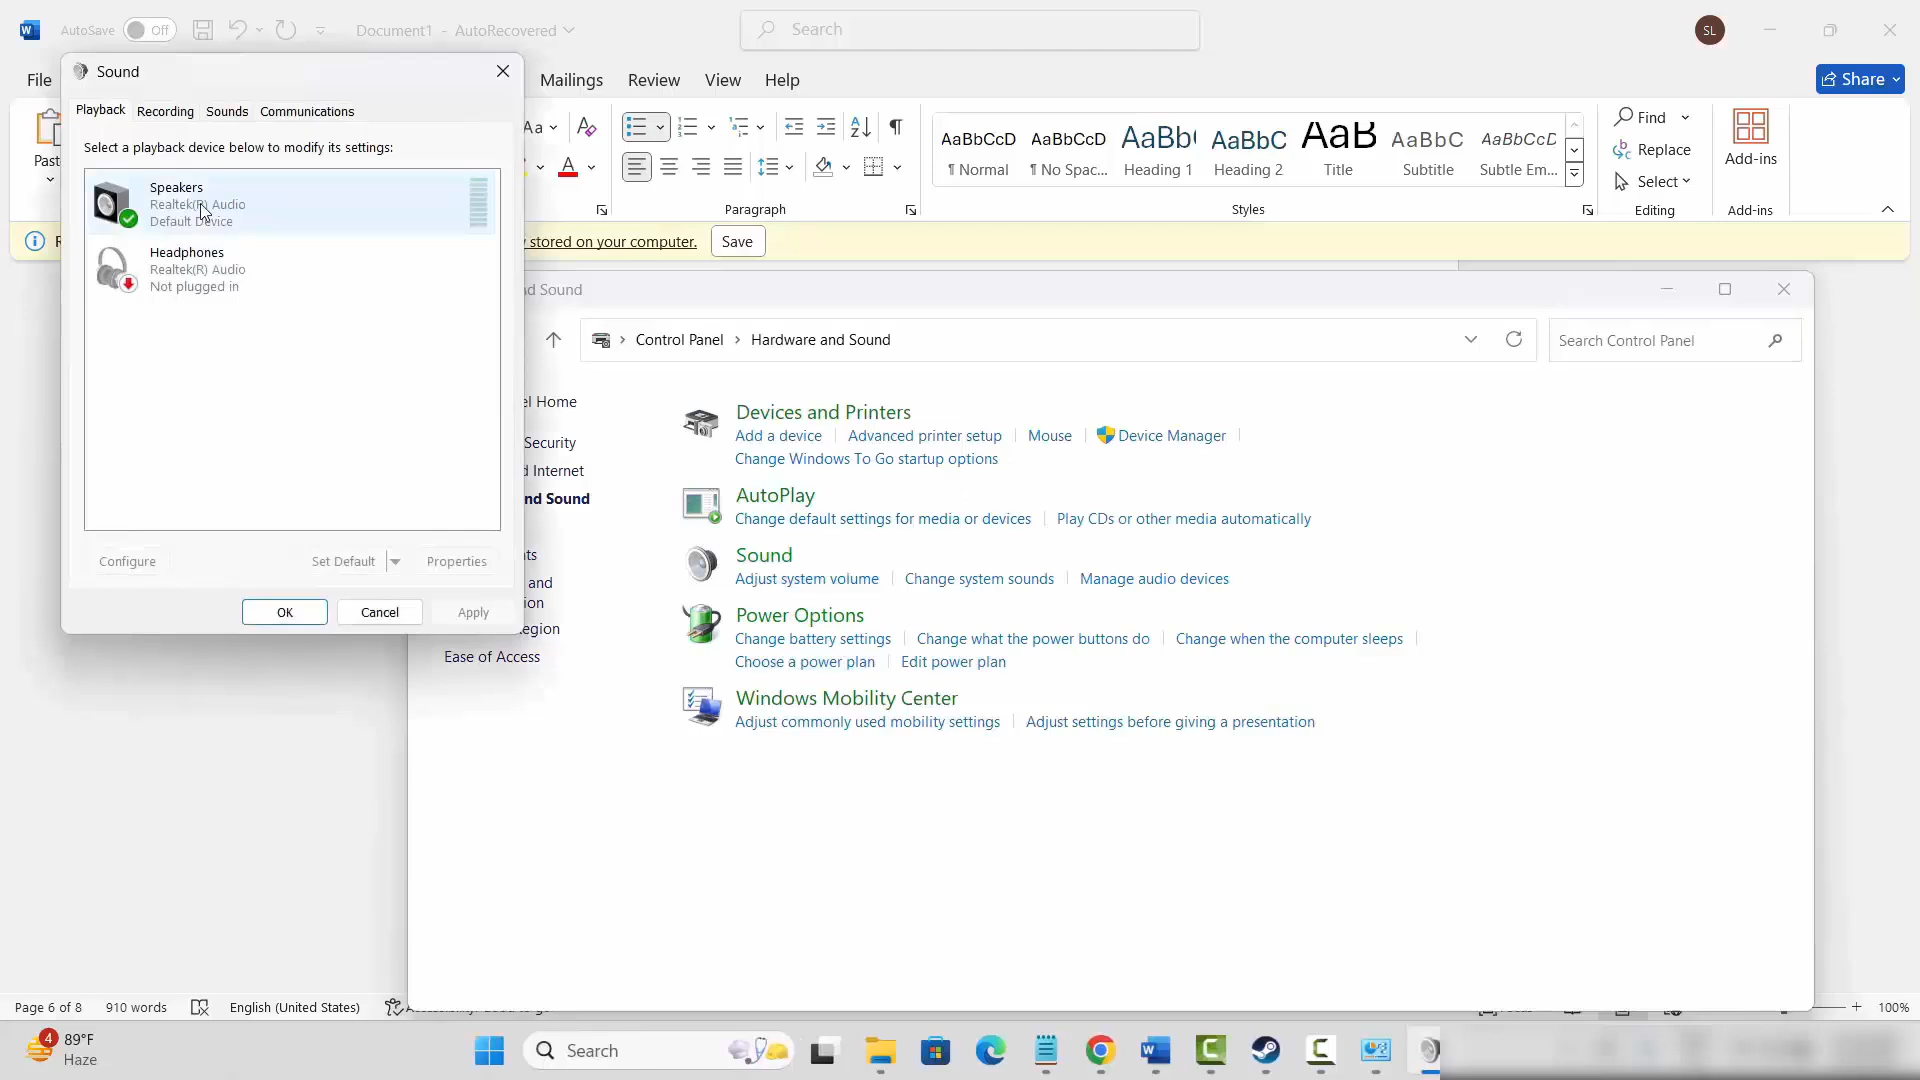 AutoSave Off Document1 - AutoRecovered
Search
SL
File
Mailings Review View Help
Share
Sound
Playback Recording Sounds Communications
Select a playback device below to modify its settings:
Speakers
Realtek(R) Audio
Default Device
Headphones
Realtek(R) Audio
Not plugged in
Configure Set Default Properties
OK Cancel Apply
Aa
A
Paragraph
AaBbCcD AaBbCcD AaBb( AaBbC AaB AaBbC AaBbCcD
¶ Normal ¶ No Spac... Heading 1 Heading 2 Title Subtitle Subtle Em...
Styles
Find
Replace
Select
Editing
Add-ins
Add-ins
stored on your computer. Save
nd Sound
Control Panel > Hardware and Sound
Search Control Panel
el Home
Security
d Internet
nd Sound
and
egion
Ease of Access
Devices and Printers
Add a device Advanced printer setup Mouse Device Manager
Change Windows To Go startup options
AutoPlay
Change default settings for media or devices Play CDs or other media automatically
Sound
Adjust system volume Change system sounds Manage audio devices
Power Options
Change battery settings Change what the power buttons do Change when the computer sleeps
Choose a power plan Edit power plan
Windows Mobility Center
Adjust commonly used mobility settings Adjust settings before giving a presentation
Page 6 of 8 910 words English (United States)
100%
4 89°F
Haze
Search